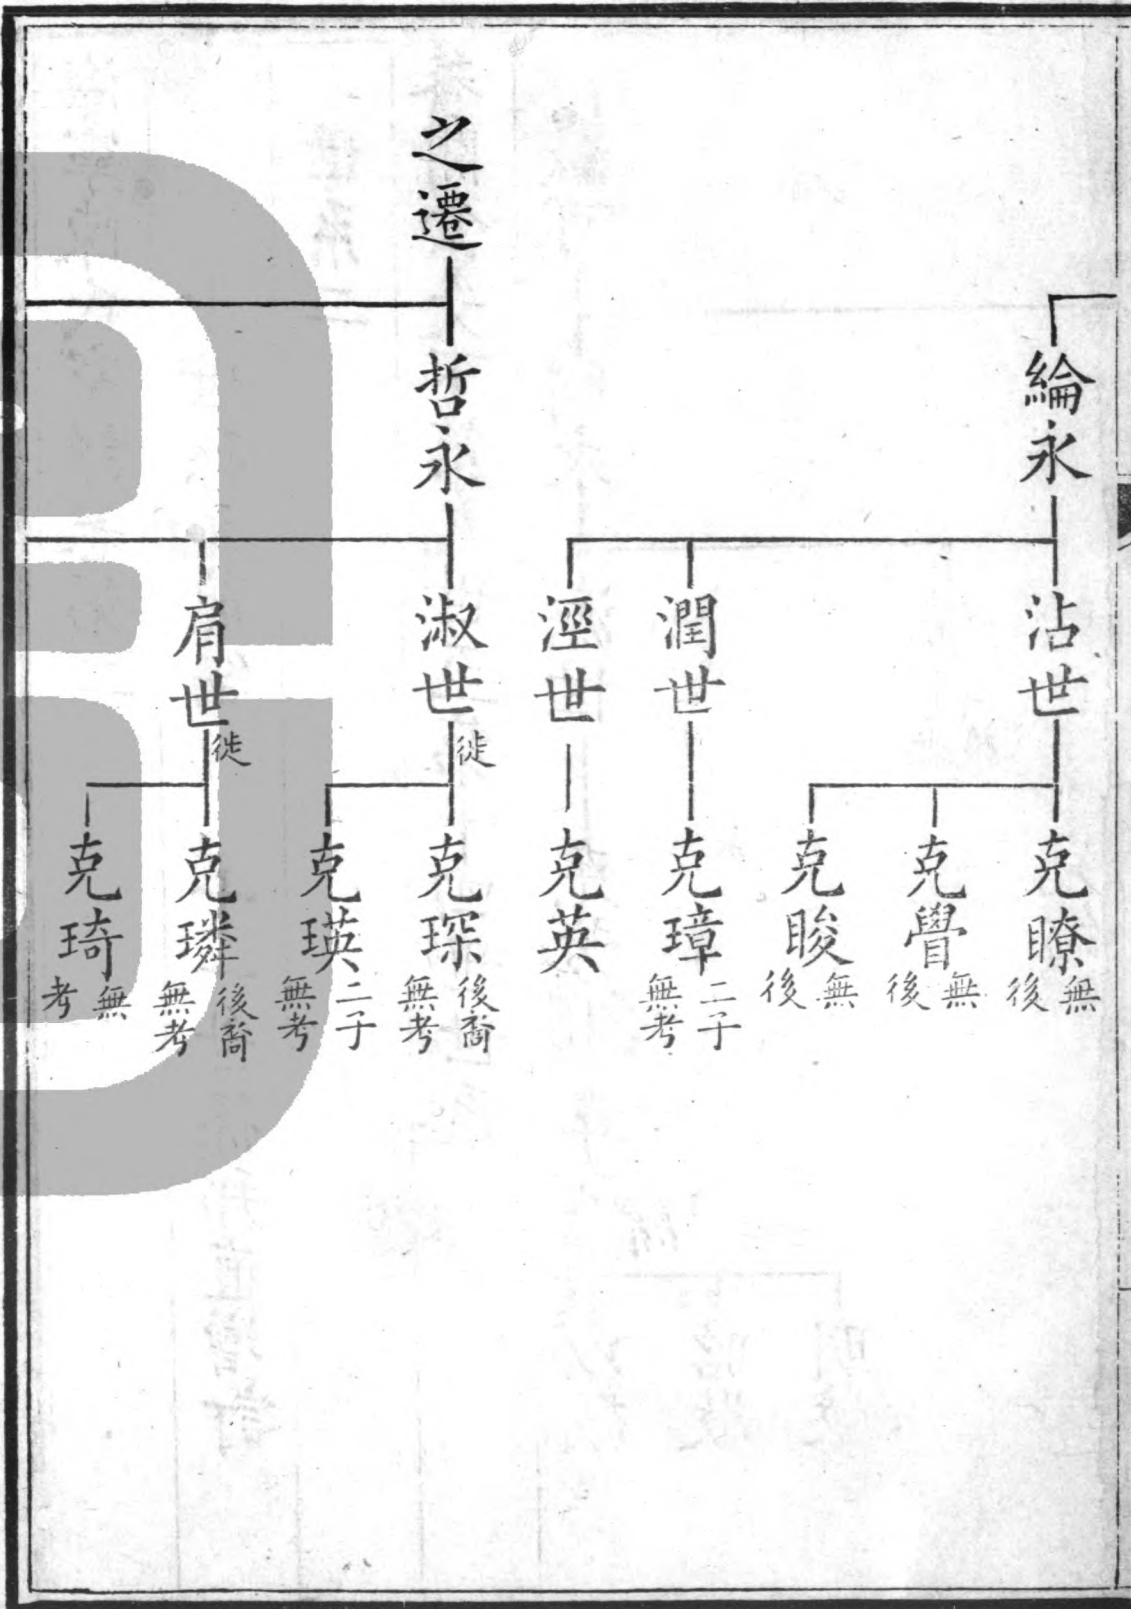 綸永
沾世
克瞭 無後
克覺 無後
克睃 無後
潤世
克璋 二子無考
涇世
克英
之遷
哲永
淑世 徙
克琛 後裔無考
克瑛 二子無考
肩世 徙
克璘 後裔無考
克琦 無考